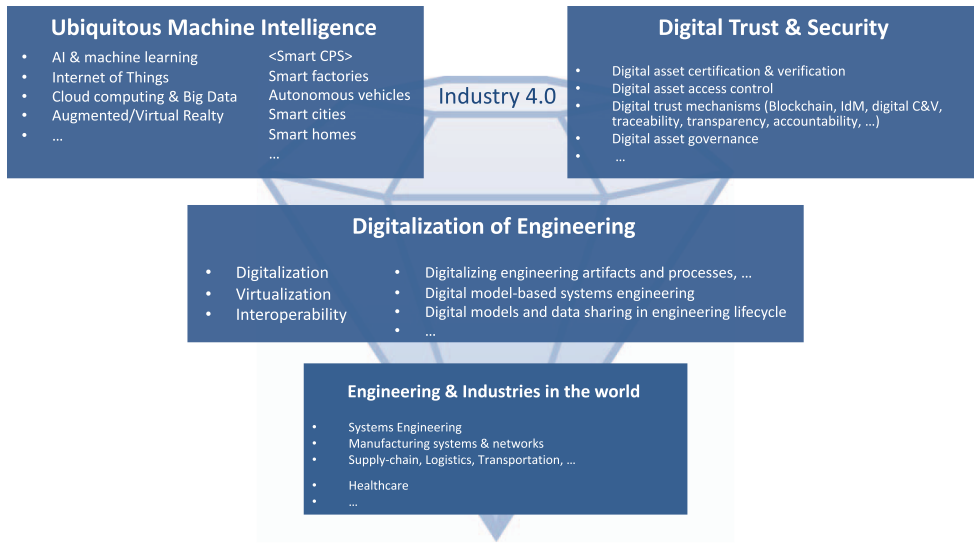 Ubiquitous Machine Intelligence
• AI & machine learning
• Internet of Things
• Cloud computing & Big Data
• Augmented/Virtual Realty
• ...
<Smart CPS>
Smart factories
Autonomous vehicles
Smart cities
Smart homes
...
Industry 4.0
Digital Trust & Security
• Digital asset certification & verification
• Digital asset access control
• Digital trust mechanisms (Blockchain, IdM, digital C&V,
traceability, transparency, accountability, ...)
• Digital asset governance
• ...
Digitalization of Engineering
• Digitalization
• Virtualization
• Interoperability
• Digitalizing engineering artifacts and processes, ...
• Digital model-based systems engineering
• Digital models and data sharing in engineering lifecycle
• ...
Engineering & Industries in the world
• Systems Engineering
• Manufacturing systems & networks
• Supply-chain, Logistics, Transportation, ...
• Healthcare
• ...